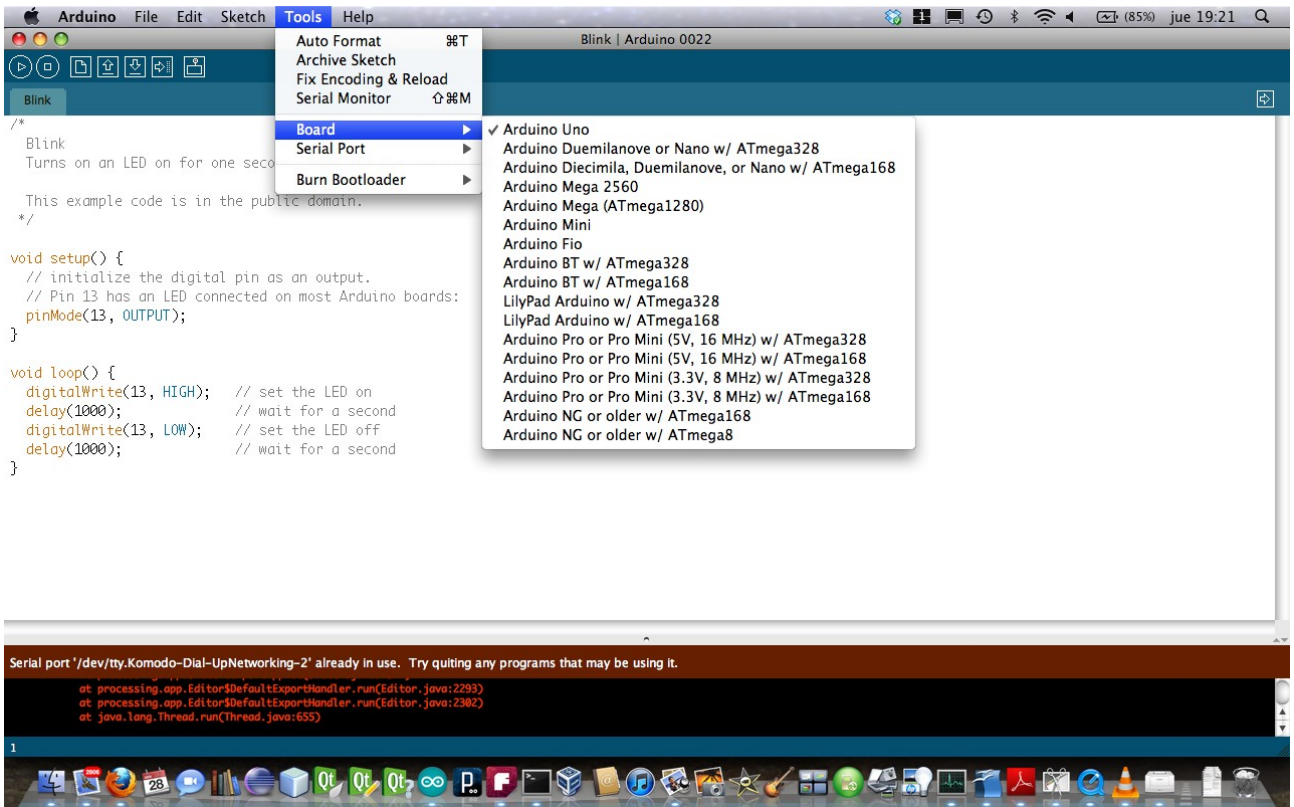 Arduino File Edit Sketch Tools Help (85%) jue 19:21
Blink | Arduino 0022
Auto Format ⌘T
Archive Sketch
Fix Encoding & Reload
Serial Monitor ⇧⌘M
Board
Serial Port
Burn Bootloader
✓ Arduino Uno
Arduino Duemilanove or Nano w/ ATmega328
Arduino Diecimila, Duemilanove, or Nano w/ ATmega168
Arduino Mega 2560
Arduino Mega (ATmega1280)
Arduino Mini
Arduino Fio
Arduino BT w/ ATmega328
Arduino BT w/ ATmega168
LilyPad Arduino w/ ATmega328
LilyPad Arduino w/ ATmega168
Arduino Pro or Pro Mini (5V, 16 MHz) w/ ATmega328
Arduino Pro or Pro Mini (5V, 16 MHz) w/ ATmega168
Arduino Pro or Pro Mini (3.3V, 8 MHz) w/ ATmega328
Arduino Pro or Pro Mini (3.3V, 8 MHz) w/ ATmega168
Arduino NG or older w/ ATmega168
Arduino NG or older w/ ATmega8
Blink
/*
Blink
Turns on an LED on for one seco
This example code is in the public domain.
*/
void setup() {
// initialize the digital pin as an output.
// Pin 13 has an LED connected on most Arduino boards:
pinMode(13, OUTPUT);
}
void loop() {
digitalWrite(13, HIGH); // set the LED on
delay(1000); // wait for a second
digitalWrite(13, LOW); // set the LED off
delay(1000); // wait for a second
}
Serial port '/dev/tty.Komodo-Dial-UpNetworking-2' already in use. Try quiting any programs that may be using it.
at processing.app.Editor$DefaultExportHandler.run(Editor.java:2293)
at processing.app.Editor$DefaultExportHandler.run(Editor.java:2302)
at java.lang.Thread.run(Thread.java:655)
1
28
Qt Qt Qt